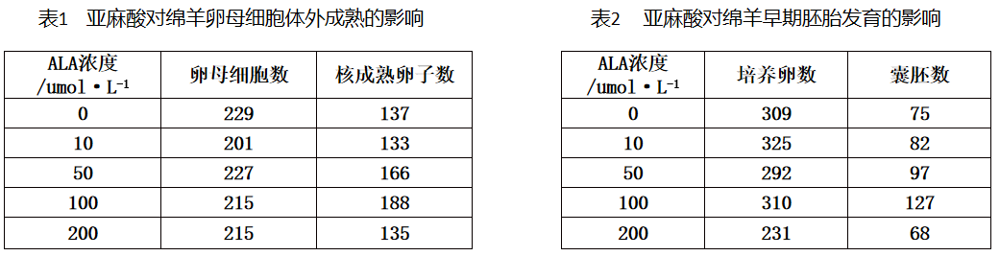 表1 亚麻酸对绵羊卵母细胞体外成熟的影响
ALA浓度/umol·L⁻¹ 卵母细胞数 核成熟卵子数
0 229 137
10 201 133
50 227 166
100 215 188
200 215 135
表2 亚麻酸对绵羊早期胚胎发育的影响
ALA浓度/umol·L⁻¹ 培养卵数 囊胚数
0 309 75
10 325 82
50 292 97
100 310 127
200 231 68